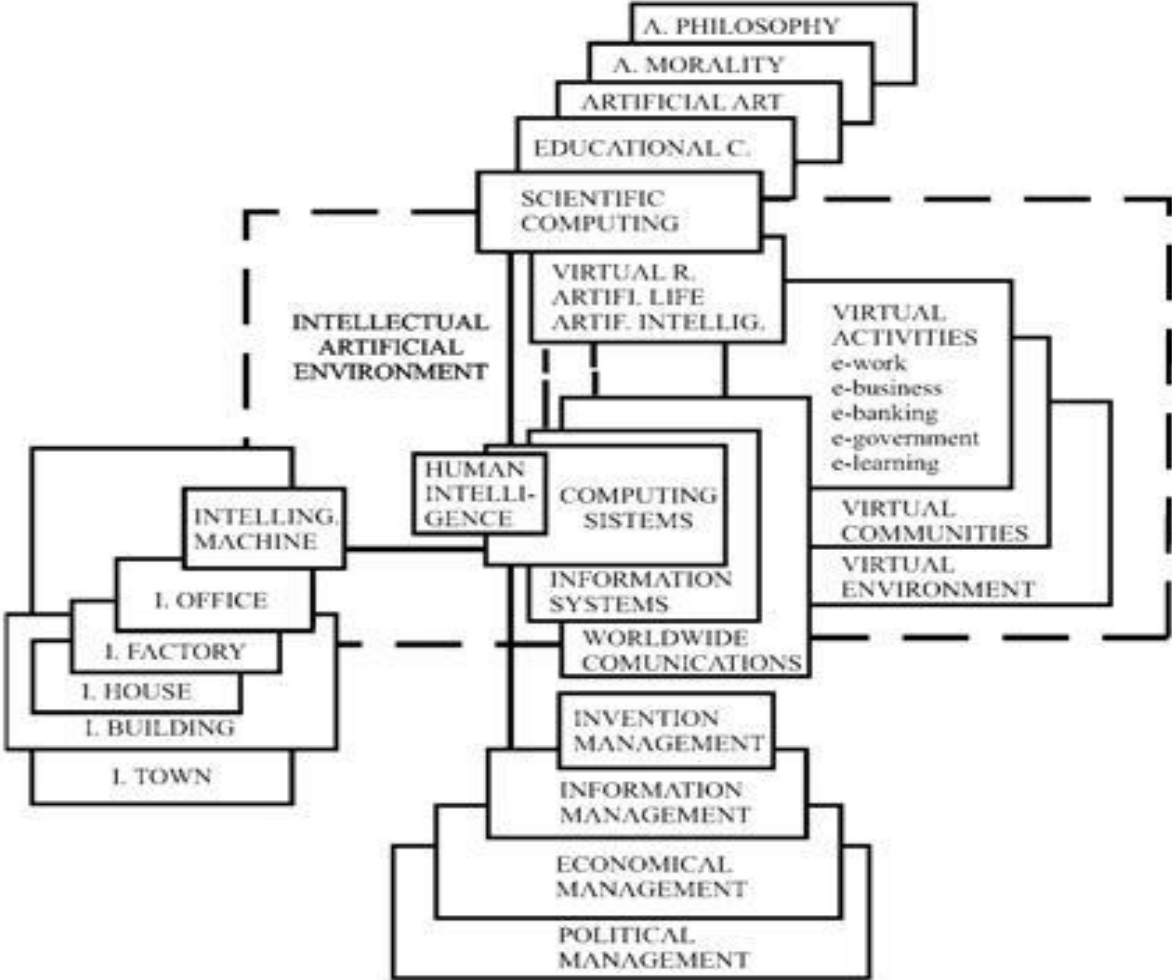 A. PHILOSOPHY
A. MORALITY
ARTIFICIAL ART
EDUCATIONAL C.
SCIENTIFIC
COMPUTING
VIRTUAL R.
ARTIFI. LIFE
ARTIF. INTELLIG.
INTELLECTUAL
ARTIFICIAL
ENVIRONMENT
VIRTUAL
ACTIVITIES
e-work
e-business
e-banking
e-government
e-learning
VIRTUAL
COMMUNITIES
VIRTUAL
ENVIRONMENT
HUMAN
INTELLI-
GENCE
COMPUTING
SISTEMS
INFORMATION
SYSTEMS
WORLDWIDE
COMUNICATIONS
INTELLING.
MACHINE
I. OFFICE
I. FACTORY
I. HOUSE
I. BUILDING
I. TOWN
INVENTION
MANAGEMENT
INFORMATION
MANAGEMENT
ECONOMICAL
MANAGEMENT
POLITICAL
MANAGEMENT